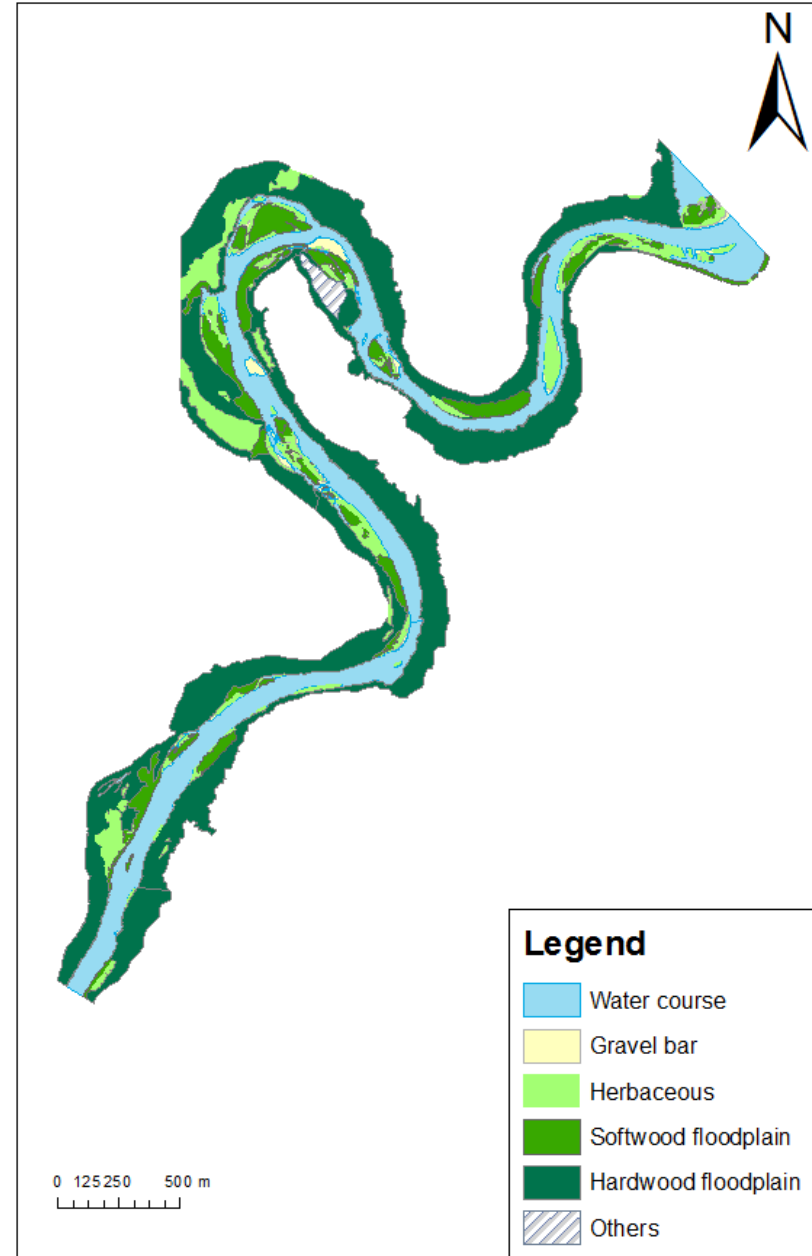 N
Legend
Water course
Gravel bar
Herbaceous
Softwood floodplain
Hardwood floodplain
Others
0 125 250 500 m